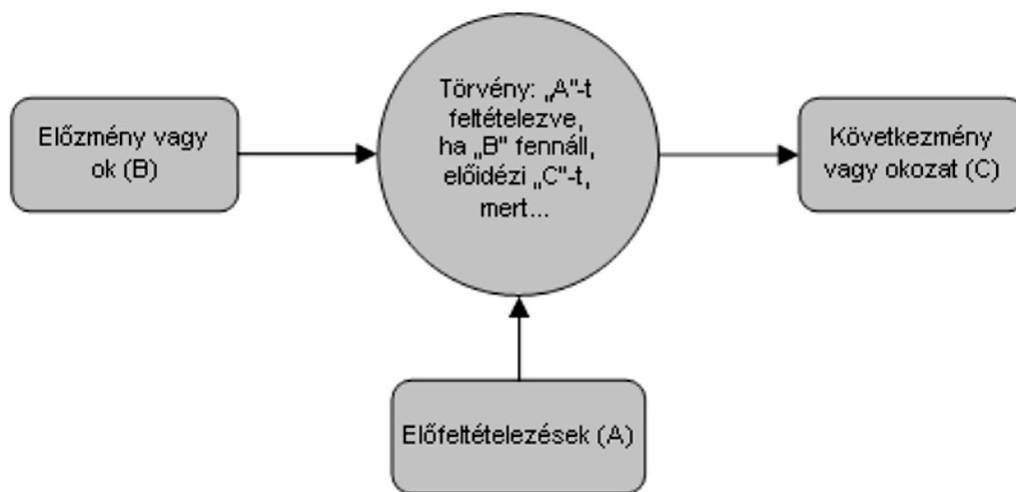 Előzmény vagy
ok (B)
Törvény: „A"-t
feltételezve,
ha „B" fennáll,
előidézi „C"-t,
mert...
Következmény
vagy okozat (C)
Előfeltételezések (A)